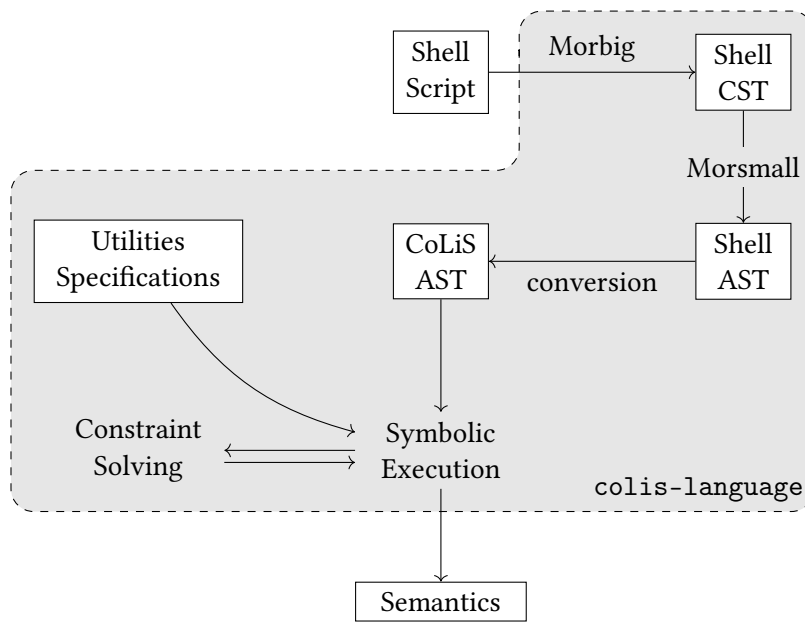 Shell
Script
Morbig
Shell
CST
Morsmall
Utilities
Specifications
CoLiS
AST
conversion
Shell
AST
Constraint
Solving
Symbolic
Execution
colis-language
Semantics